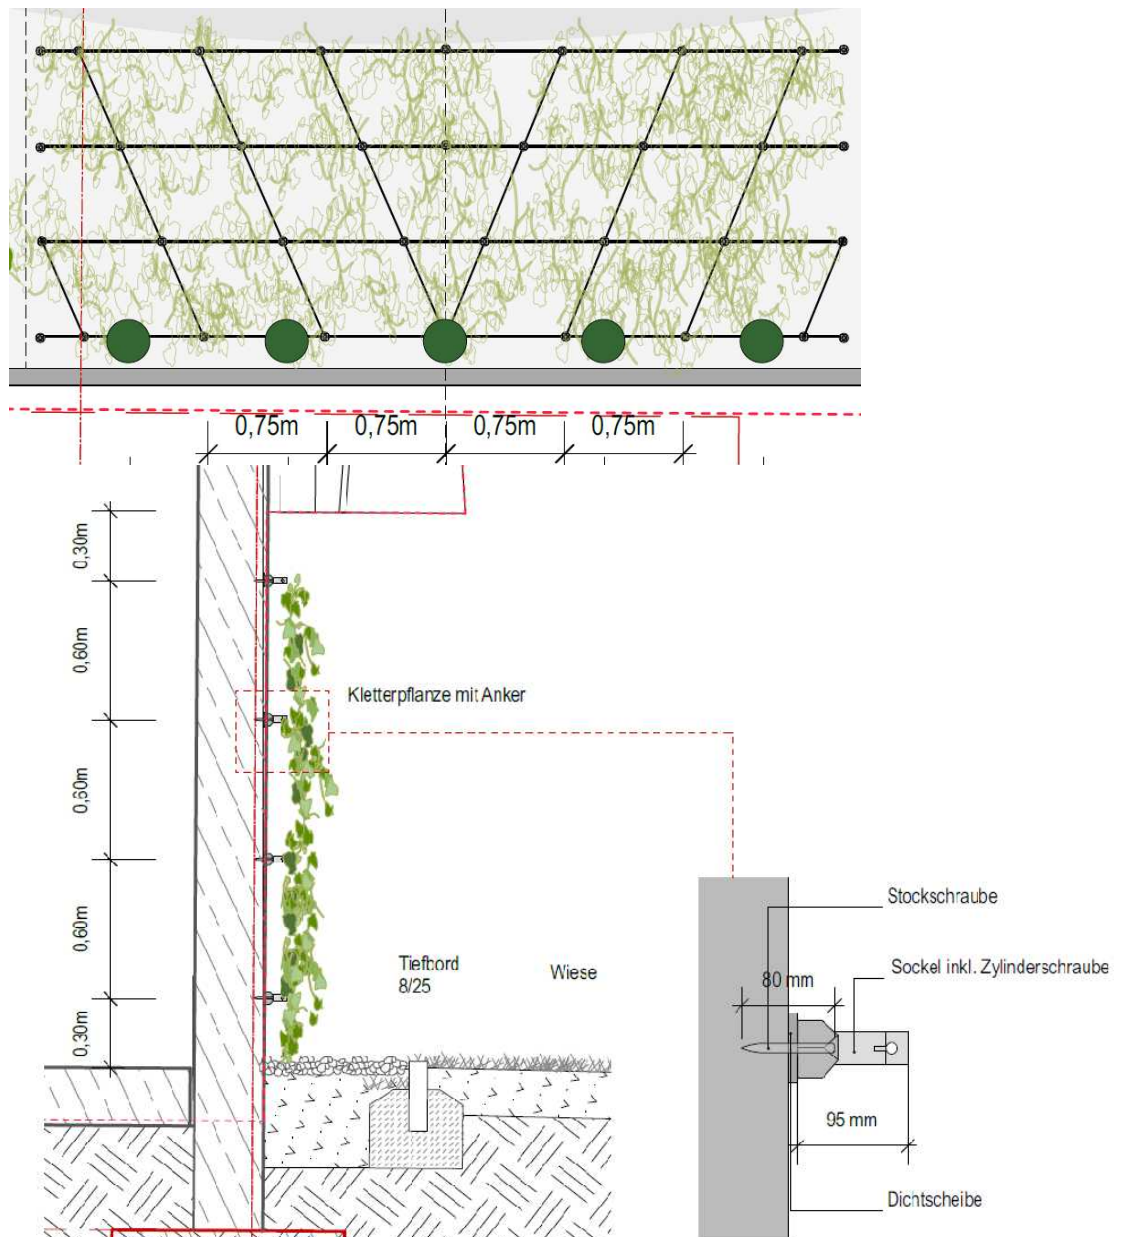 0,75m 0,75m 0,75m 0,75m
0,30m
0,60m
Kletterpflanze mit Anker
0,60m
0,60m
0,30m
Tiefbord
8/25
Wiese
Stockschraube
Sockel inkl. Zylinderschraube
80 mm
95 mm
Dichtscheibe